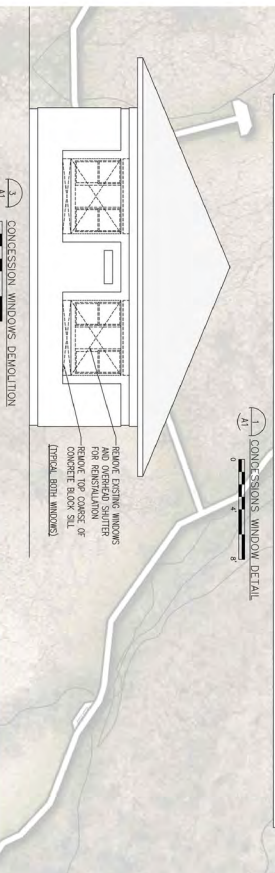 1
A1
CONCESSIONS WINDOW DETAIL
0 4' 8'
REMOVE EXISTING WINDOWS
AND OVERHEAD SHUTTER
FOR REINSTALLATION
REMOVE TOP COARSE OF
CONCRETE BLOCK SILL
(TYPICAL BOTH WINDOWS)
3
A1
CONCESSION WINDOWS DEMOLITION